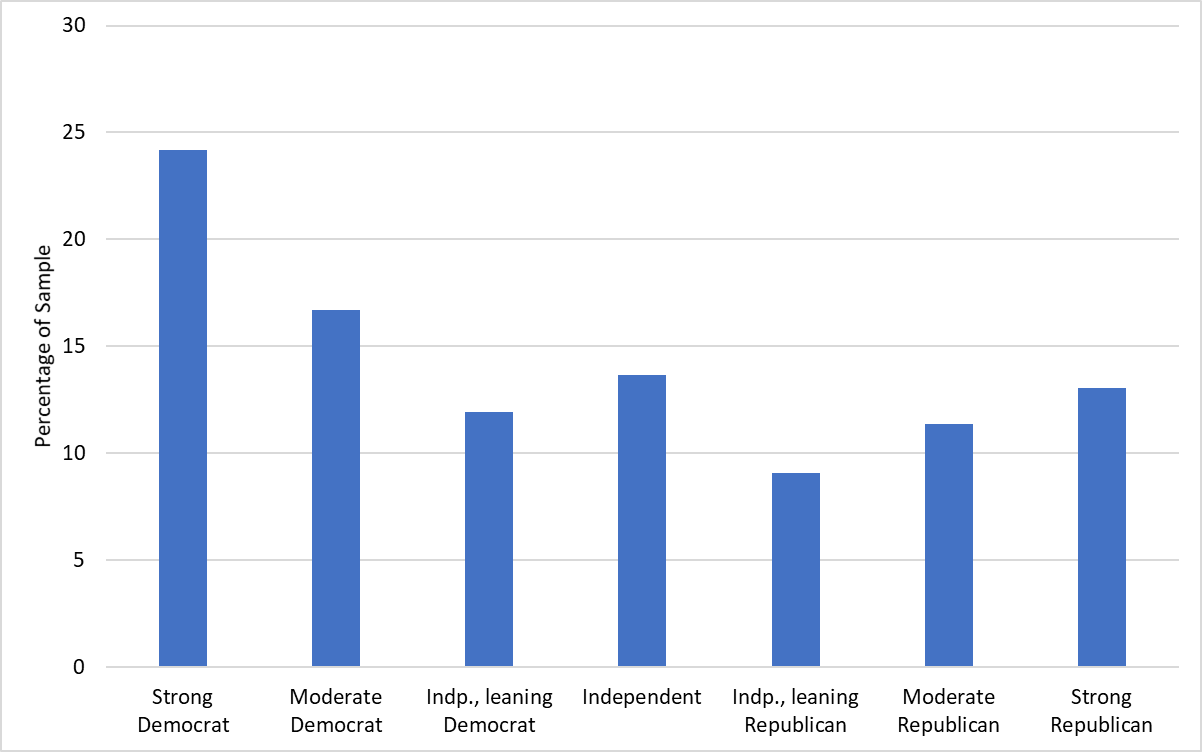 30
25
20
15
10
5
0
Percentage of Sample
Strong
Democrat
Moderate
Democrat
Indp., leaning
Democrat
Independent
Indp., leaning
Republican
Moderate
Republican
Strong
Republican